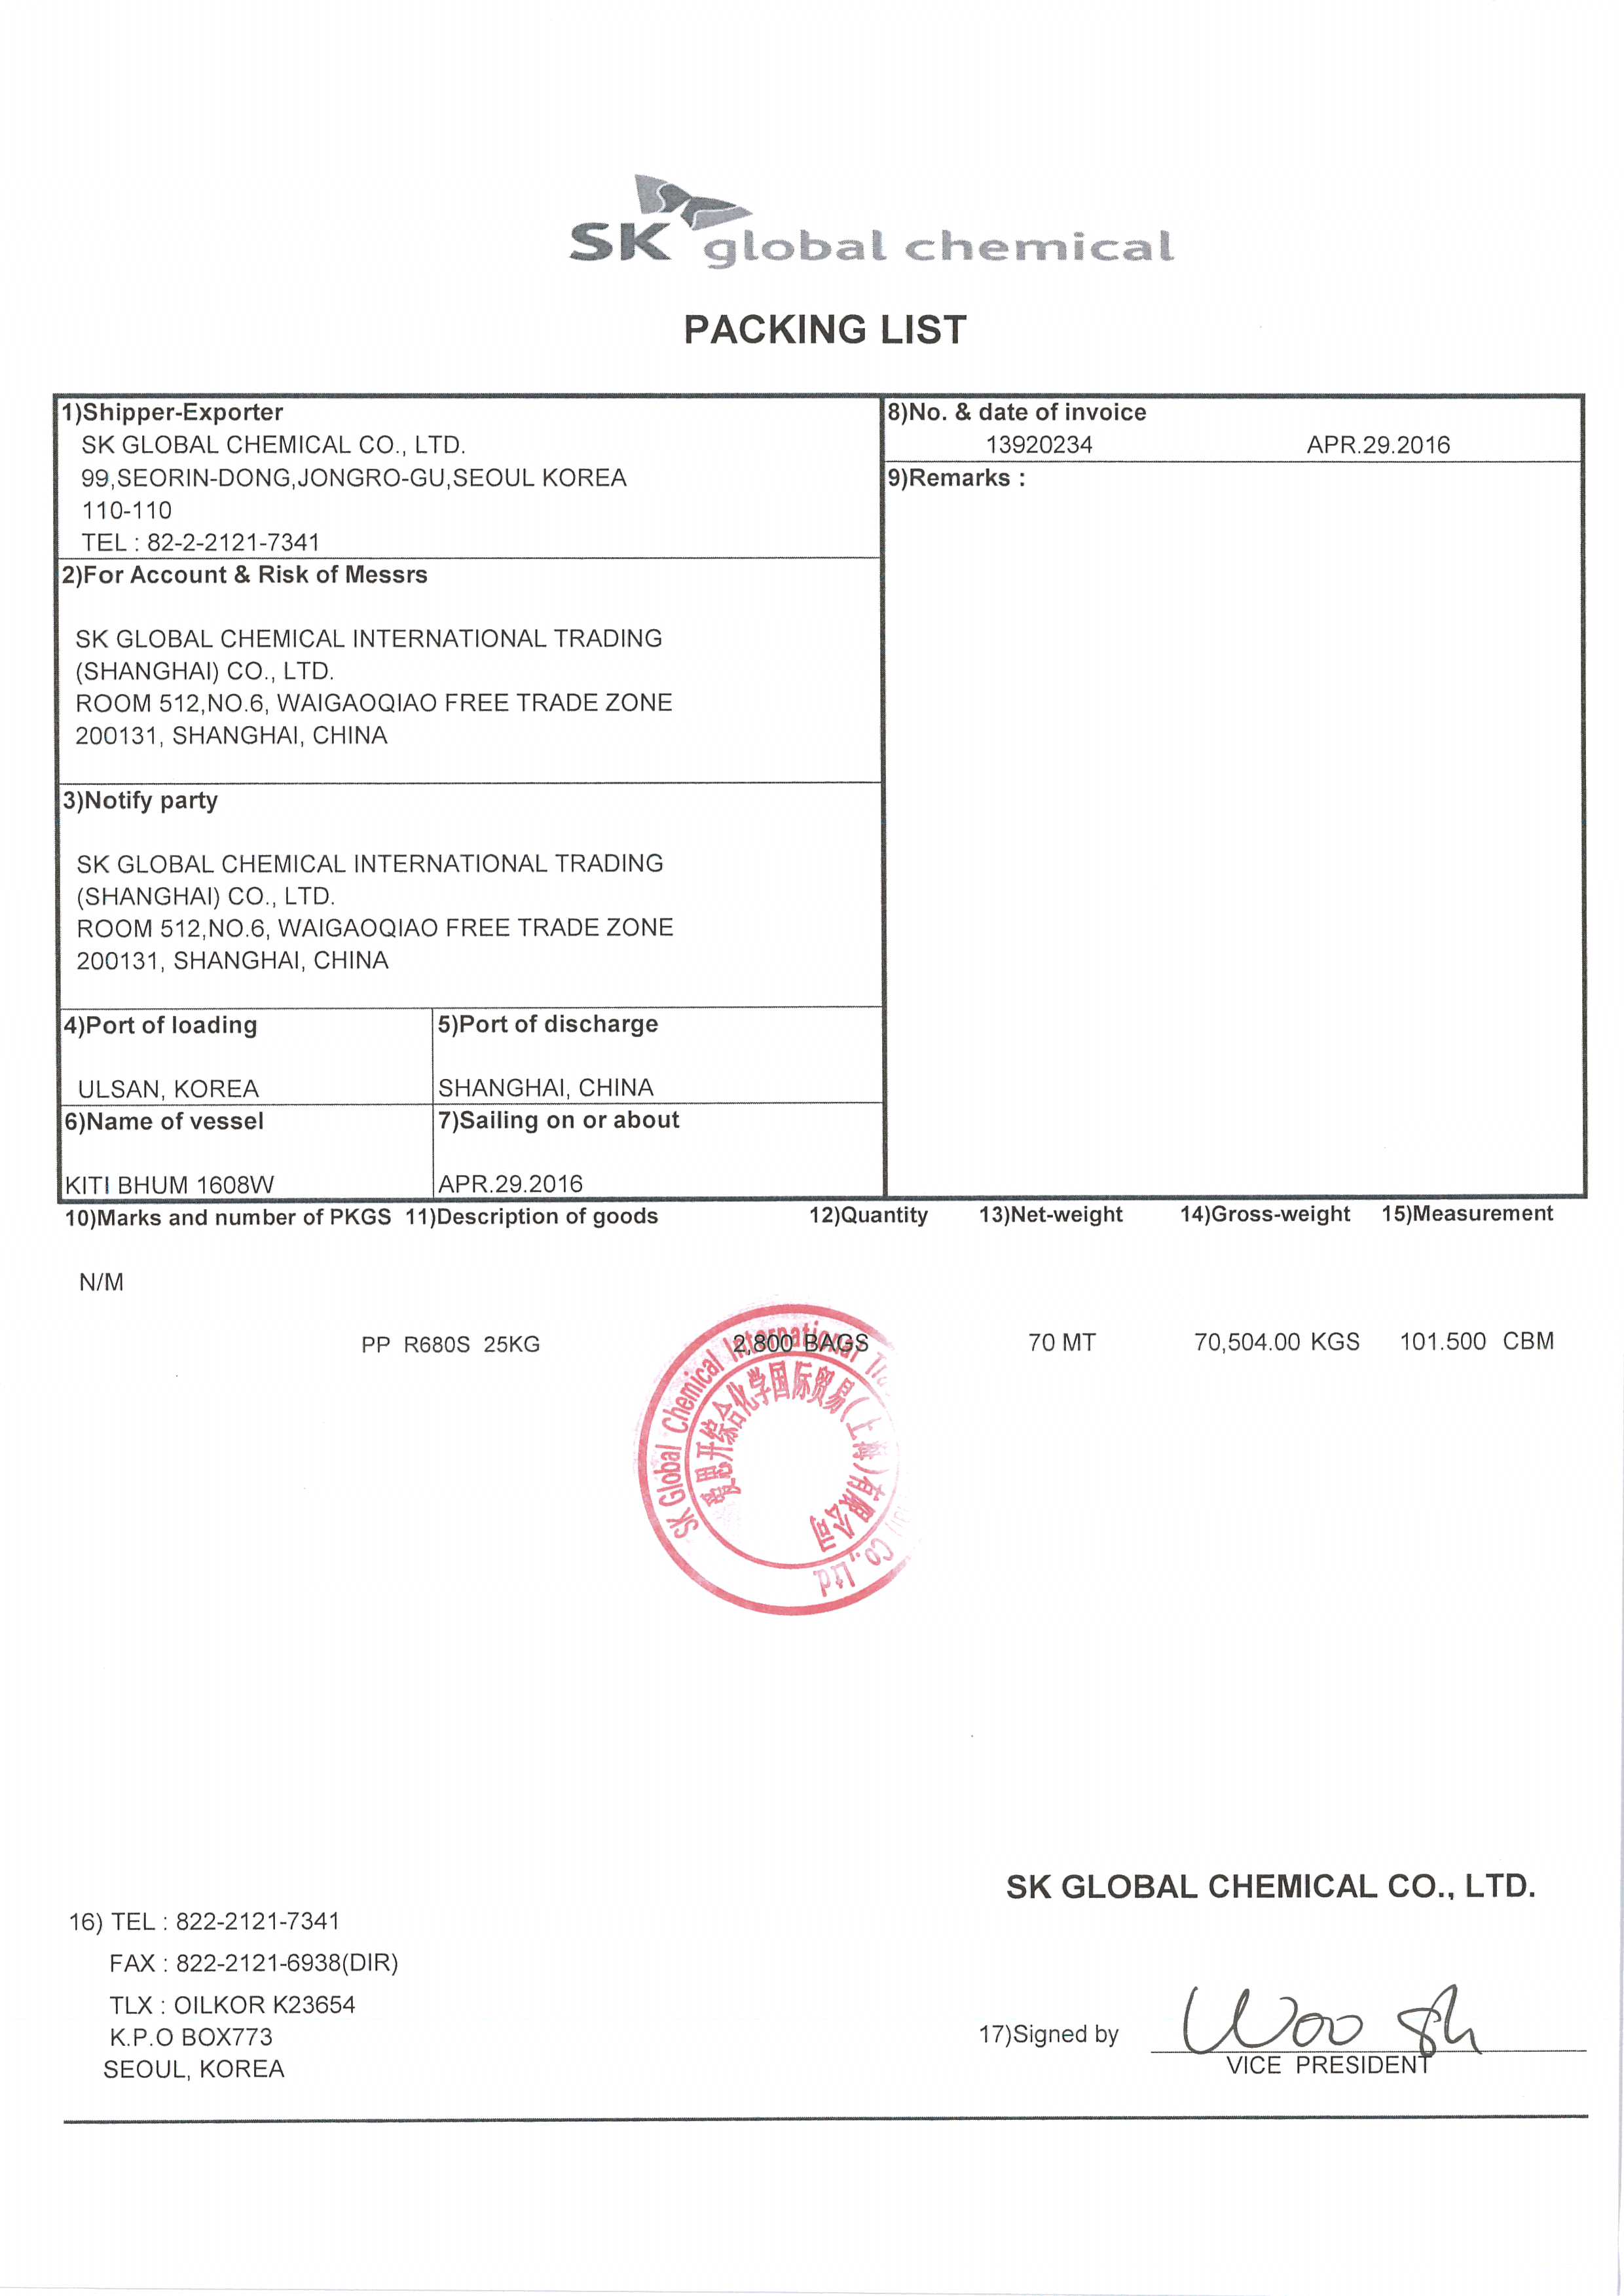 SK global chemical
PACKING LIST
1)Shipper-Exporter
SK GLOBAL CHEMICAL CO., LTD.
99,SEORIN-DONG,JONGRO-GU,SEOUL KOREA
110-110
TEL : 82-2-2121-7341
8)No. & date of invoice
13920234 APR.29.2016
9)Remarks :
2)For Account & Risk of Messrs
SK GLOBAL CHEMICAL INTERNATIONAL TRADING
(SHANGHAI) CO., LTD.
ROOM 512,NO.6, WAIGAOQIAO FREE TRADE ZONE
200131, SHANGHAI, CHINA
3)Notify party
SK GLOBAL CHEMICAL INTERNATIONAL TRADING
(SHANGHAI) CO., LTD.
ROOM 512,NO.6, WAIGAOQIAO FREE TRADE ZONE
200131, SHANGHAI, CHINA
4)Port of loading 5)Port of discharge
ULSAN, KOREA SHANGHAI, CHINA
6)Name of vessel 7)Sailing on or about
KITI BHUM 1608W APR.29.2016
10)Marks and number of PKGS 11)Description of goods 12)Quantity 13)Net-weight 14)Gross-weight 15)Measurement
N/M
PP R680S 25KG 2,800 BAGS 70 MT 70,504.00 KGS 101.500 CBM
SK Global Chemical International Co., Ltd
爱思开综合化学国际贸易(上海)有限公司
SK GLOBAL CHEMICAL CO., LTD.
16) TEL : 822-2121-7341
FAX : 822-2121-6938(DIR)
TLX : OILKOR K23654
K.P.O BOX773
SEOUL, KOREA
17)Signed by Woo Sh
VICE PRESIDENT